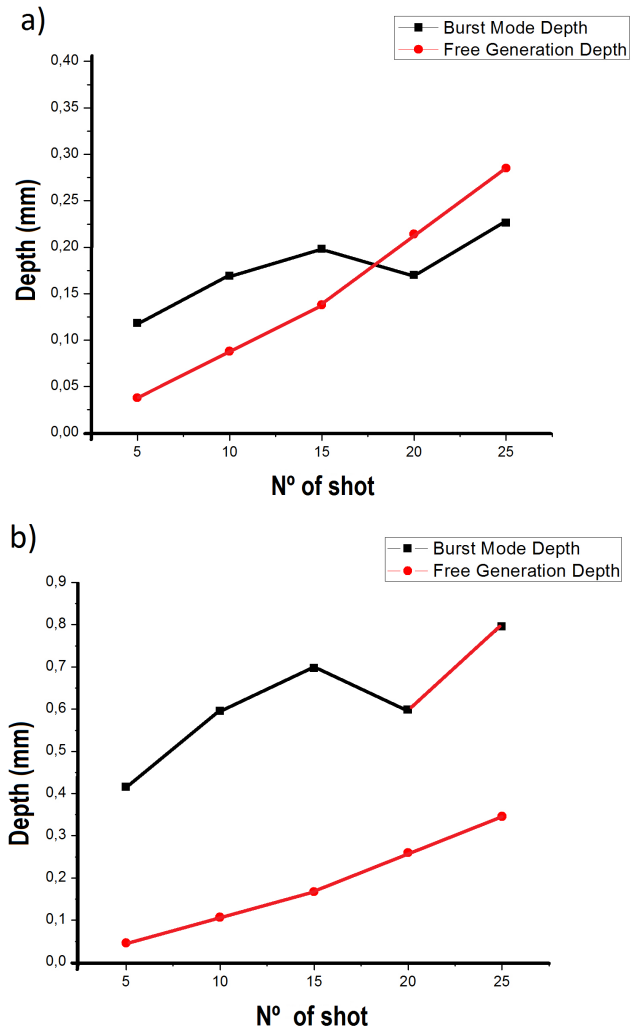 a)
Burst Mode Depth
Free Generation Depth
0,40
0,30
0,25
0,20
0,15
0,10
0,05
0,00
Depth (mm)
5 10 15 20 25
Nº of shot
b)
Burst Mode Depth
Free Generation Depth
0,9
0,8
0,7
0,6
0,5
0,4
0,3
0,2
0,1
0,0
Depth (mm)
5 10 15 20 25
Nº of shot